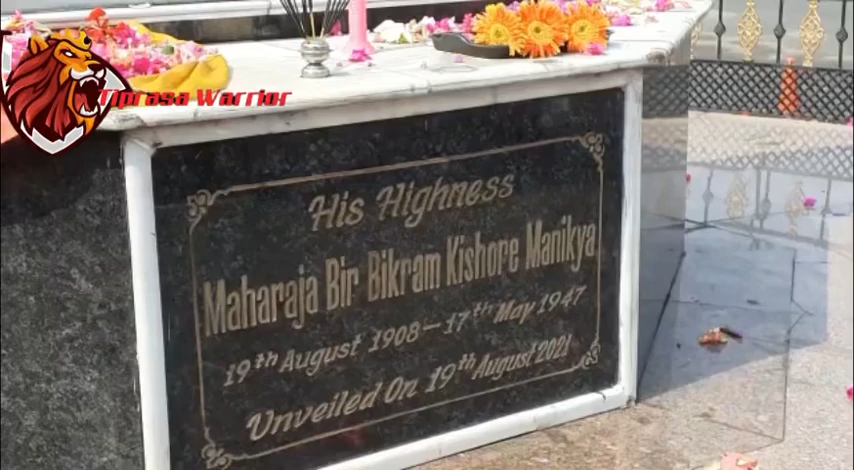 Tiprasa Warrior
His Highness
Maharaja Bir Bikram Kishore Manikya
19th August 1908 – 17th May 1947
Unveiled On 19th August 2021